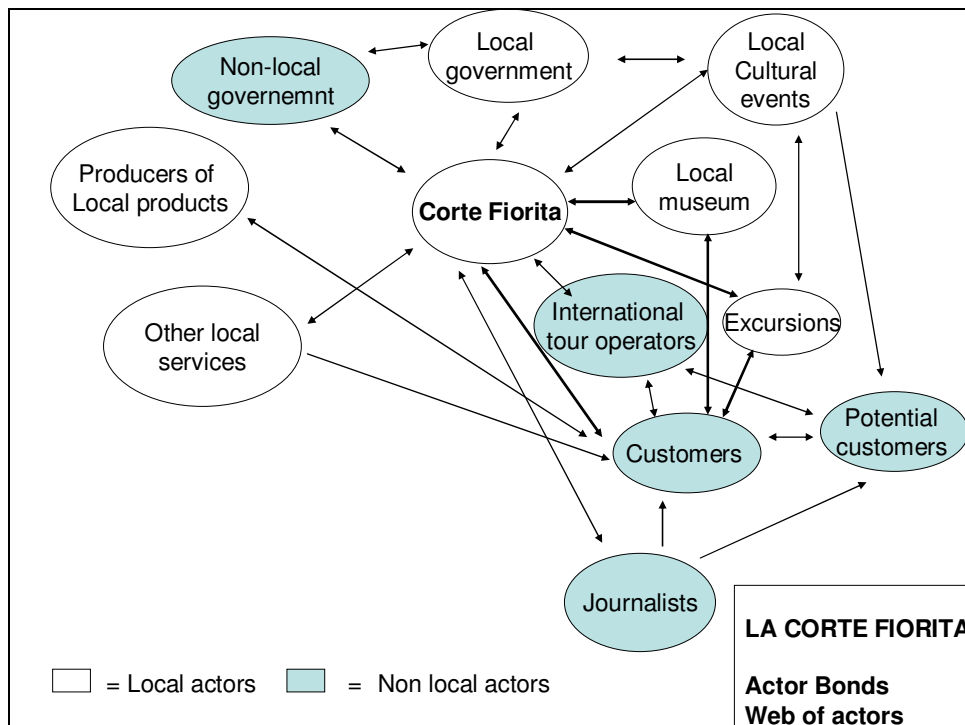 Non-local
governemnt
Local
government
Local
Cultural
events
Producers of
Local products
Corte Fiorita
Local
museum
Other local
services
International
tour operators
Excursions
Customers
Potential
customers
Journalists
= Local actors
= Non local actors
LA CORTE FIORITA
Actor Bonds
Web of actors